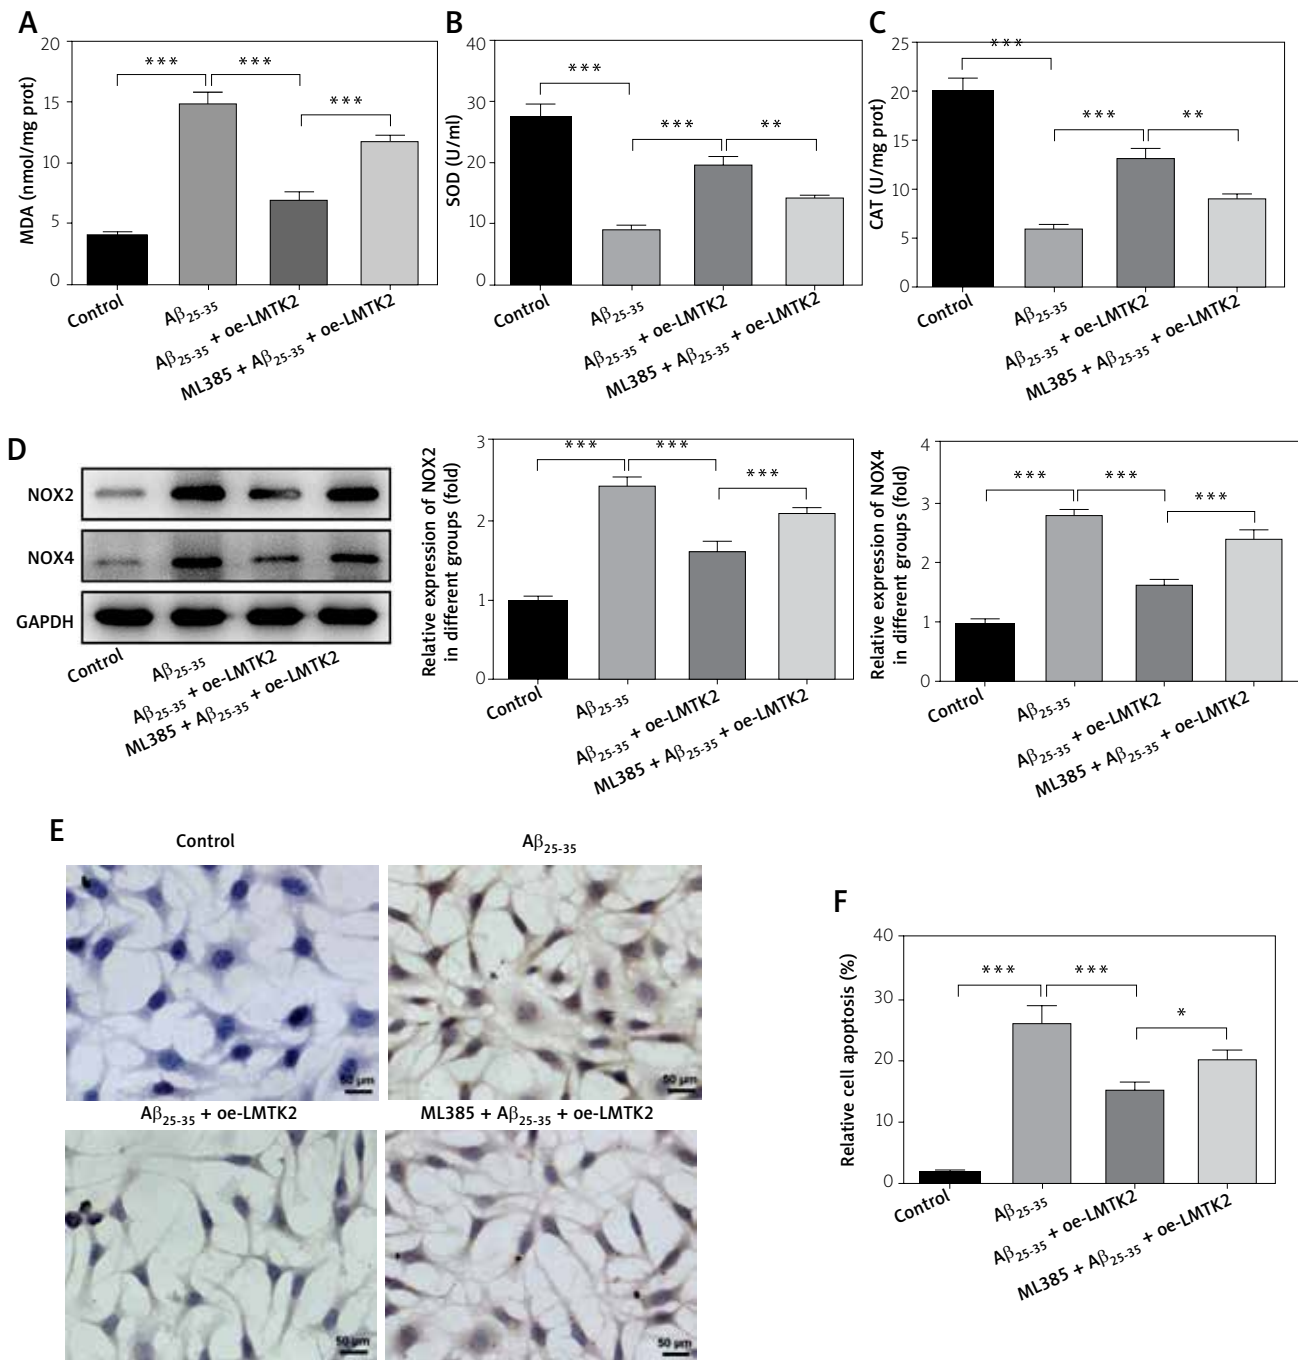 A
MDA (nmol/mg prot)
20
15
10
5
0
***
***
***
Control
Aβ25-35
Aβ25-35 + oe-LMTK2
ML385 + Aβ25-35 + oe-LMTK2
B
SOD (U/ml)
40
30
20
10
0
***
***
**
Control
Aβ25-35
Aβ25-35 + oe-LMTK2
ML385 + Aβ25-35 + oe-LMTK2
C
CAT (U/mg prot)
25
20
15
10
5
0
***
***
**
Control
Aβ25-35
Aβ25-35 + oe-LMTK2
ML385 + Aβ25-35 + oe-LMTK2
D
NOX2
NOX4
GAPDH
Control
Aβ25-35
Aβ25-35 + oe-LMTK2
ML385 + Aβ25-35 + oe-LMTK2
Relative expression of NOX2
in different groups (fold)
3
2
1
0
***
***
***
Control
Aβ25-35
Aβ25-35 + oe-LMTK2
ML385 + Aβ25-35 + oe-LMTK2
Relative expression of NOX4
in different groups (fold)
4
3
2
1
0
***
***
***
Control
Aβ25-35
Aβ25-35 + oe-LMTK2
ML385 + Aβ25-35 + oe-LMTK2
E
Control
Aβ25-35
50 µm
50 µm
Aβ25-35 + oe-LMTK2
ML385 + Aβ25-35 + oe-LMTK2
50 µm
50 µm
F
Relative cell apoptosis (%)
40
30
20
10
0
***
***
*
Control
Aβ25-35
Aβ25-35 + oe-LMTK2
ML385 + Aβ25-35 + oe-LMTK2